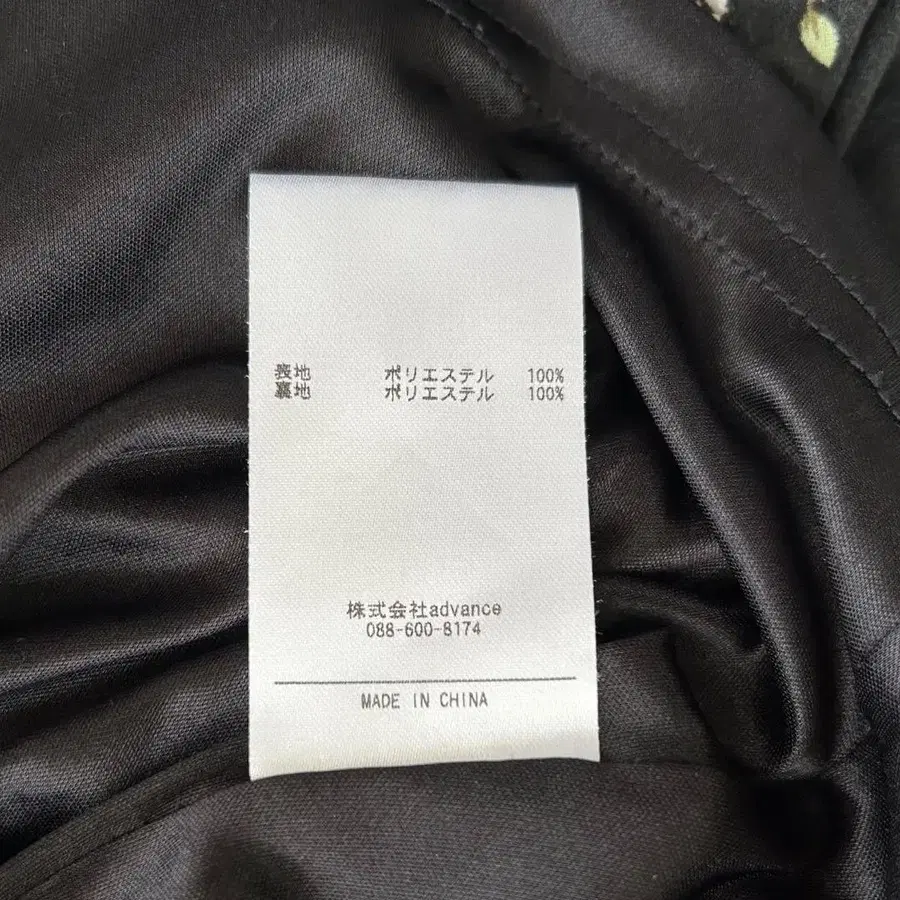 表地 ポリエステル 100%
裏地 ポリエステル 100%
株式会社advance
088-600-8174
MADE IN CHINA